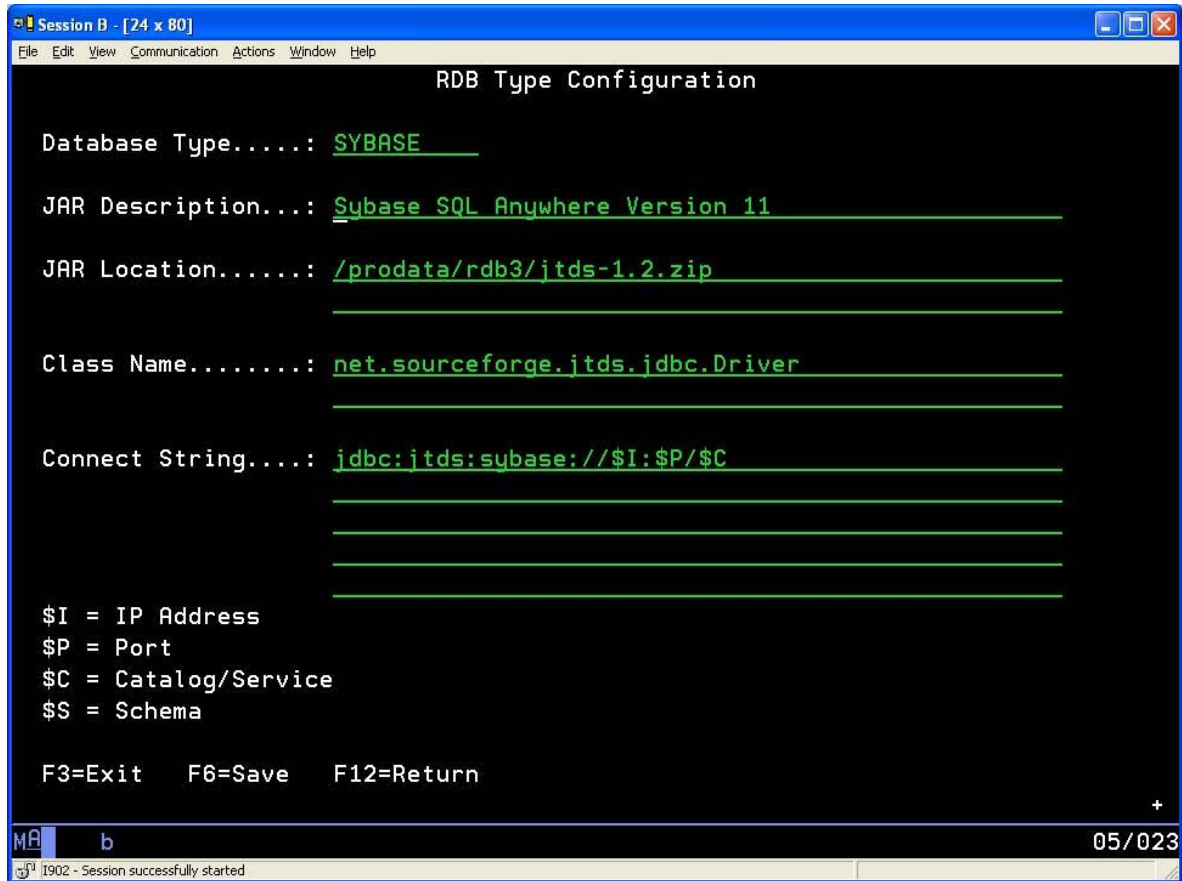 Session B - [24 x 80]
File Edit View Communication Actions Window Help
RDB Type Configuration
Database Type.....: SYBASE
JAR Description...: Sybase SQL Anywhere Version 11
JAR Location......: /prodata/rdb3/jtds-1.2.zip
Class Name........: net.sourceforge.jtds.jdbc.Driver
Connect String....: jdbc:jtds:sybase://$I:$P/$C
$I = IP Address
$P = Port
$C = Catalog/Service
$S = Schema
F3=Exit F6=Save F12=Return
+
MA b 05/023
I902 - Session successfully started